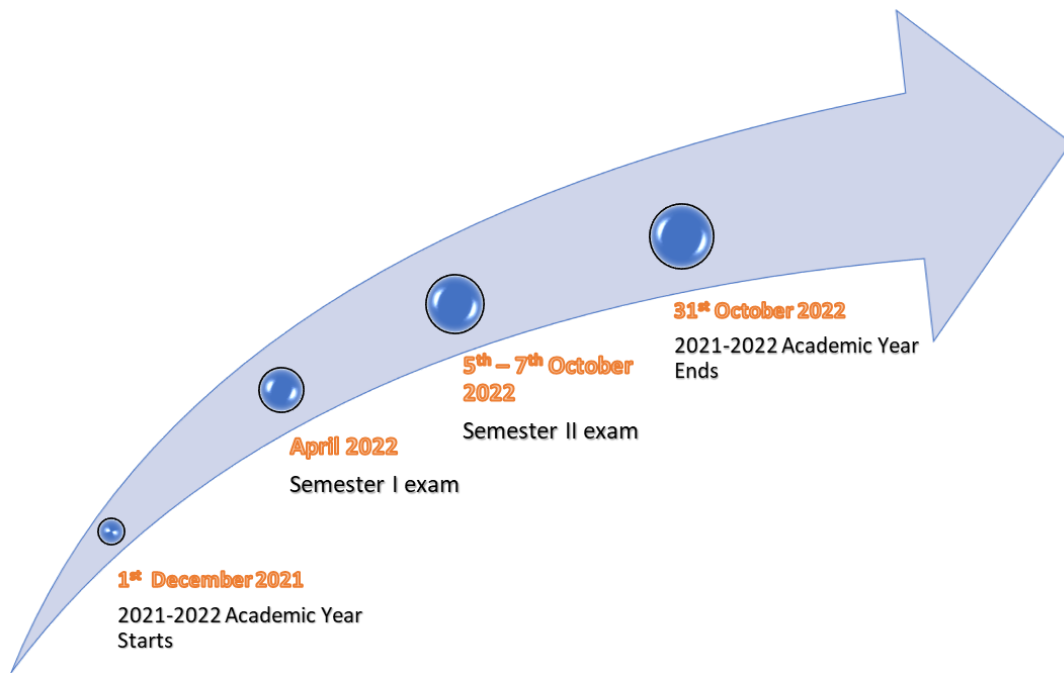 1st December 2021
2021-2022 Academic Year
Starts
April 2022
Semester I exam
5th – 7th October
2022
Semester II exam
31st October 2022
2021-2022 Academic Year
Ends